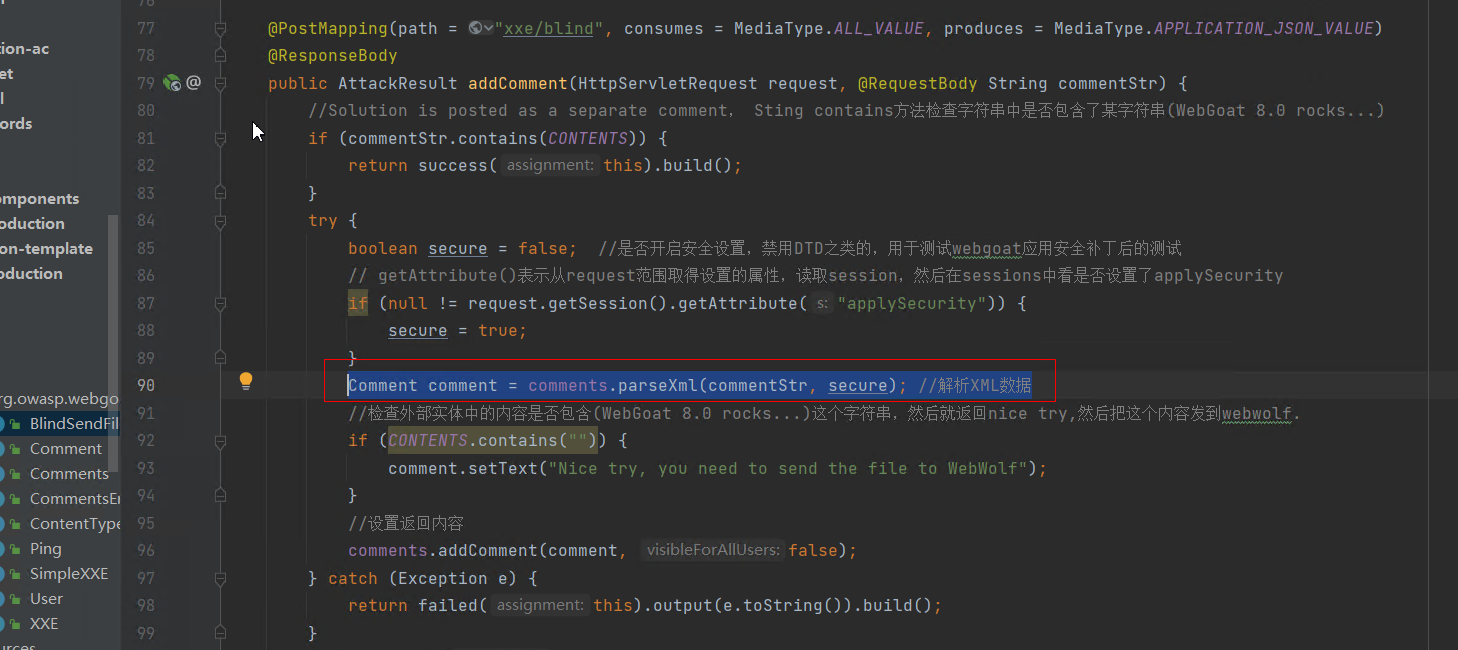 76
77 @PostMapping(path = "xxe/blind", consumes = MediaType.ALL_VALUE, produces = MediaType.APPLICATION_JSON_VALUE)
78 @ResponseBody
79 @ public AttackResult addComment(HttpServletRequest request, @RequestBody String commentStr) {
80 //Solution is posted as a separate comment, Sting contains方法检查字符串中是否包含了某字符串(WebGoat 8.0 rocks...)
81 if (commentStr.contains(CONTENTS)) {
82 return success( assignment: this).build();
83 }
84 try {
85 boolean secure = false; //是否开启安全设置，禁用DTD之类的，用于测试webgoat应用安全补丁后的测试
86 // getAttribute()表示从request范围取得设置的属性，读取session，然后在sessions中看是否设置了applySecurity
87 if (null != request.getSession().getAttribute( s: "applySecurity")) {
88 secure = true;
89 }
90 Comment comment = comments.parseXml(commentStr, secure); //解析XML数据
91 //检查外部实体中的内容是否包含(WebGoat 8.0 rocks...)这个字符串，然后就返回nice try,然后把这个内容发到webwolf.
92 if (CONTENTS.contains("")) {
93 comment.setText("Nice try, you need to send the file to WebWolf");
94 }
95 //设置返回内容
96 comments.addComment(comment, visibleForAllUsers: false);
97 } catch (Exception e) {
98 return failed( assignment: this).output(e.toString()).build();
99 }
tion-ac
et
l
ords
omponents
oduction
on-template
oduction
rg.owasp.webgo
BlindSendFil
Comment
Comments
CommentsEn
ContentType
Ping
SimpleXXE
User
XXE
urces